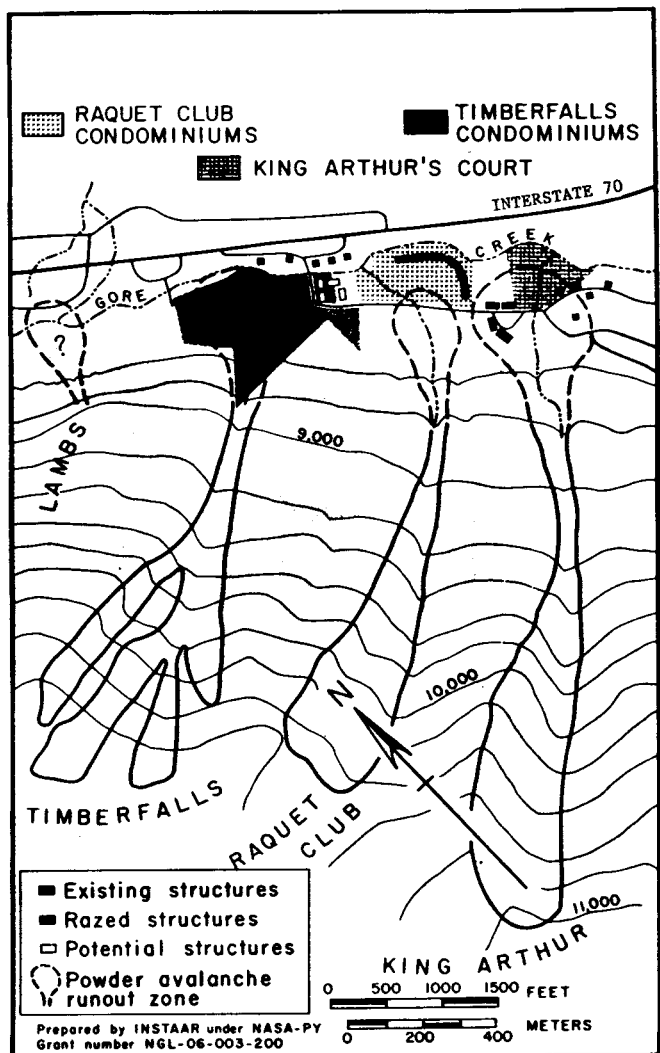 RAQUET CLUB
CONDOMINIUMS
TIMBERFALLS
CONDOMINIUMS
KING ARTHUR'S COURT
INTERSTATE 70
CREEK
GORE
?
LAMBS
9,000
10,000
N
TIMBERFALLS
RAQUET
CLUB
11,000
KING ARTHUR
Existing structures
Razed structures
Potential structures
Powder avalanche
runout zone
0 500 1000 1500 FEET
0 200 400 METERS
Prepared by INSTAAR under NASA-PY
Grant number NGL-06-003-200